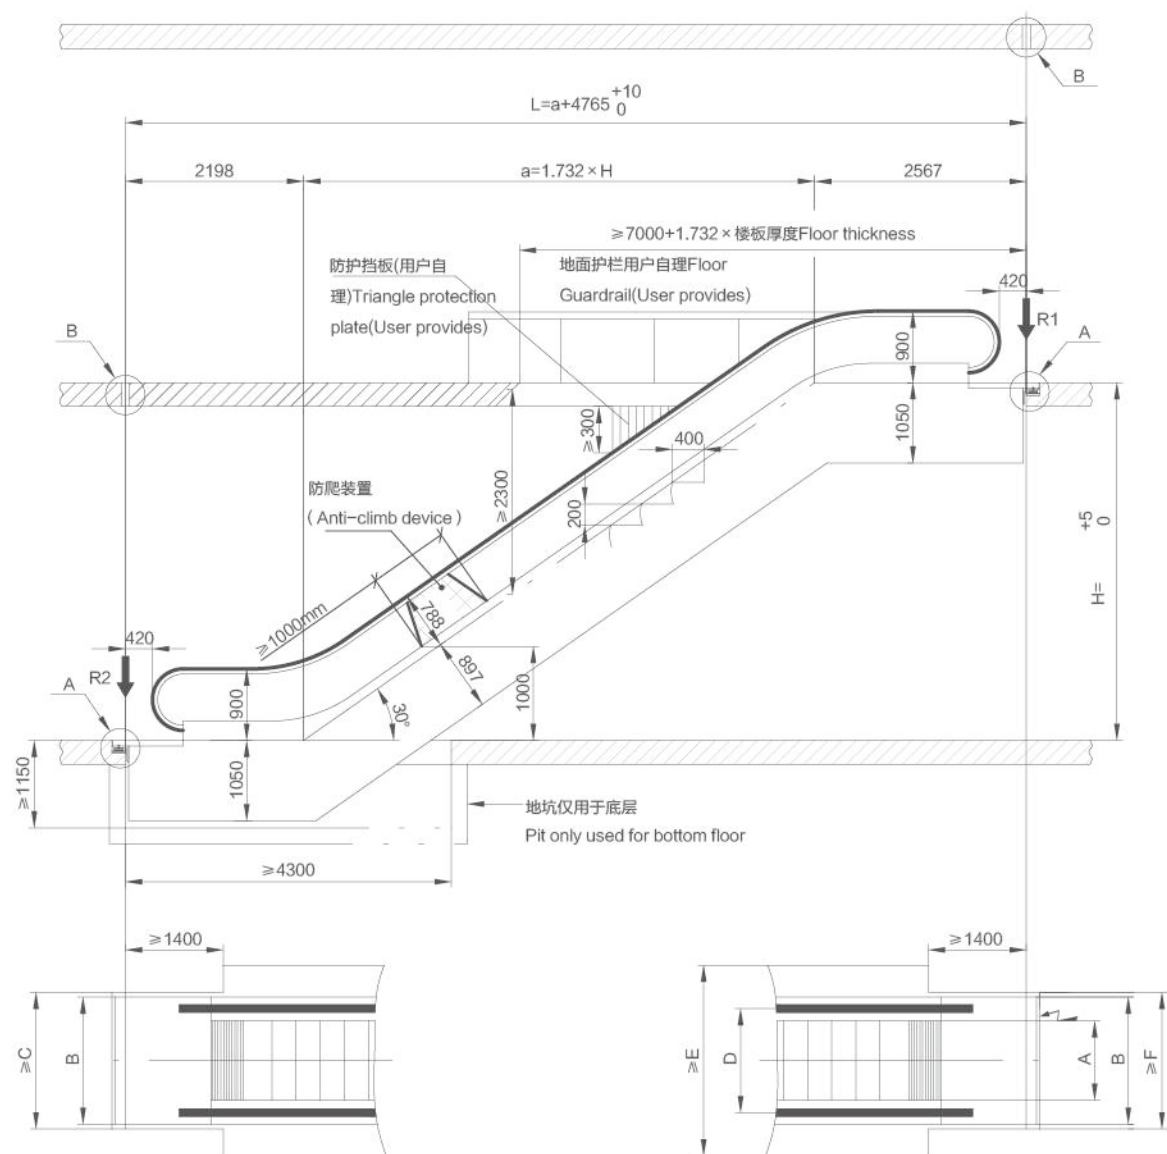 B
L=a+4765 +10 0
2198
a=1.732×H
2567
≥7000+1.732×楼板厚度Floor thickness
防护挡板(用户自
理)Triangle protection
plate(User provides)
地面护栏用户自理Floor
Guardrail(User provides)
420
R1
B
900
A
1050
≥300
400
防爬装置
(Anti-climb device)
≥2300
200
+5 0
H=
≥1000mm
788
420
897
R2
A
900
1000
30°
≥1150
1050
地坑仅用于底层
Pit only used for bottom floor
≥4300
≥1400
≥1400
≥C
B
≥E
D
A
B
≥F